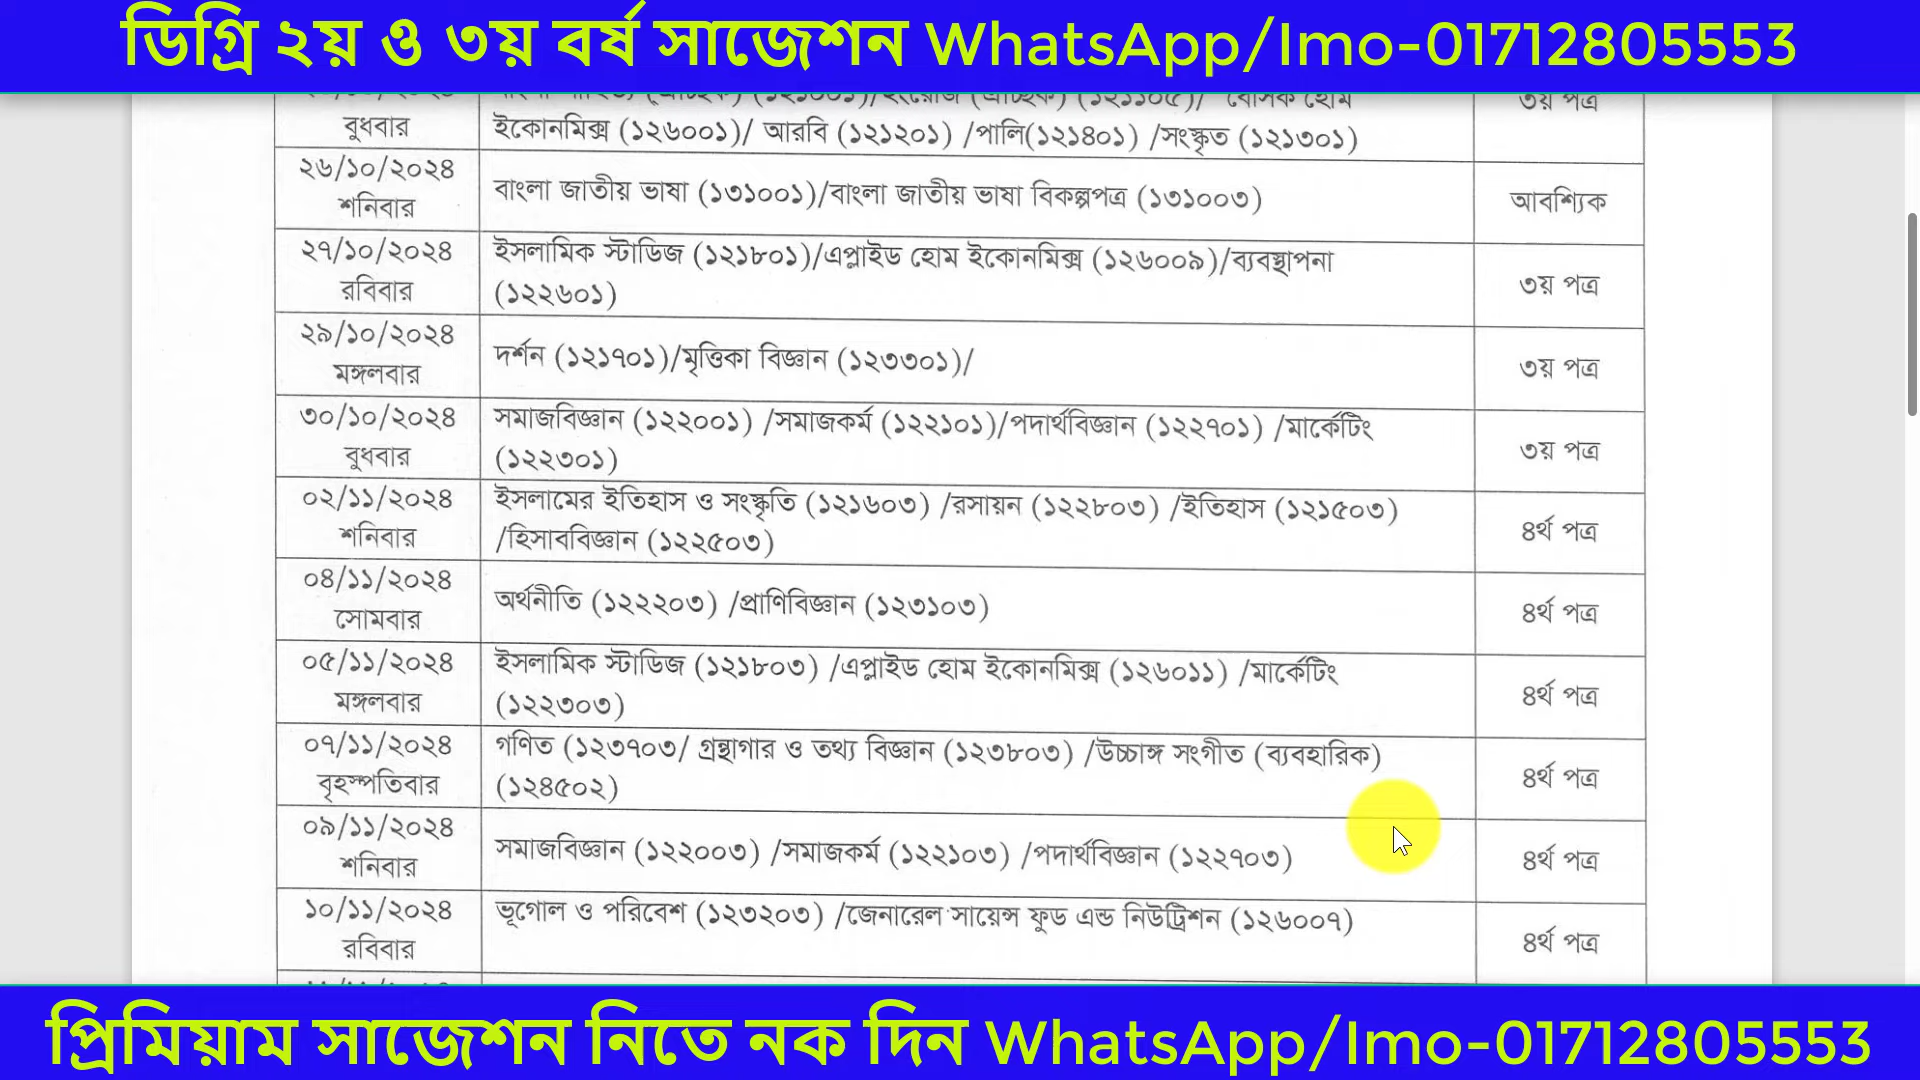 ডিগ্রি ২য় ও ৩য় বর্ষ সাজেশন WhatsApp/Imo-01712805553
৩য় পত্র
বুধবার
ইকোনমিক্স (১২৬০০১)/ আরবি (১২১২০১) /পালি(১২১৪০১) /সংস্কৃত (১২১৩০১)
২৬/১০/২০২৪
শনিবার
বাংলা জাতীয় ভাষা (১৩১০০১)/বাংলা জাতীয় ভাষা বিকল্পপত্র (১৩১০০৩)
আবশ্যিক
২৭/১০/২০২৪
রবিবার
ইসলামিক স্টাডিজ (১২১৮০১)/এপ্লাইড হোম ইকোনমিক্স (১২৬০০৯)/ব্যবস্থাপনা
(১২২৬০১)
৩য় পত্র
২৯/১০/২০২৪
মঙ্গলবার
দর্শন (১২১৭০১)/মৃত্তিকা বিজ্ঞান (১২৩৩০১)/
৩য় পত্র
৩০/১০/২০২৪
বুধবার
সমাজবিজ্ঞান (১২২০০১) /সমাজকর্ম (১২২১০১)/পদার্থবিজ্ঞান (১২২৭০১) /মার্কেটিং
(১২২৩০১)
৩য় পত্র
০২/১১/২০২৪
শনিবার
ইসলামের ইতিহাস ও সংস্কৃতি (১২১৬০৩) /রসায়ন (১২২৮০৩) /ইতিহাস (১২১৫০৩)
/হিসাববিজ্ঞান (১২২৫০৩)
৪র্থ পত্র
০৪/১১/২০২৪
সোমবার
অর্থনীতি (১২২২০৩) /প্রাণিবিজ্ঞান (১২৩১০৩)
৪র্থ পত্র
০৫/১১/২০২৪
মঙ্গলবার
ইসলামিক স্টাডিজ (১২১৮০৩) /এপ্লাইড হোম ইকোনমিক্স (১২৬০১১) /মার্কেটিং
(১২২৩০৩)
৪র্থ পত্র
০৭/১১/২০২৪
বৃহস্পতিবার
গণিত (১২৩৭০৩/ গ্রন্থাগার ও তথ্য বিজ্ঞান (১২৩৮০৩) /উচ্চাঙ্গ সংগীত (ব্যবহারিক)
(১২৪৫০২)
৪র্থ পত্র
০৯/১১/২০২৪
শনিবার
সমাজবিজ্ঞান (১২২০০৩) /সমাজকর্ম (১২২১০৩) /পদার্থবিজ্ঞান (১২২৭০৩)
৪র্থ পত্র
১০/১১/২০২৪
রবিবার
ভূগোল ও পরিবেশ (১২৩২০৩) /জেনারেল সায়েন্স ফুড এন্ড নিউট্রিশন (১২৬০০৭)
৪র্থ পত্র
প্রিমিয়াম সাজেশন নিতে নক দিন WhatsApp/Imo-01712805553